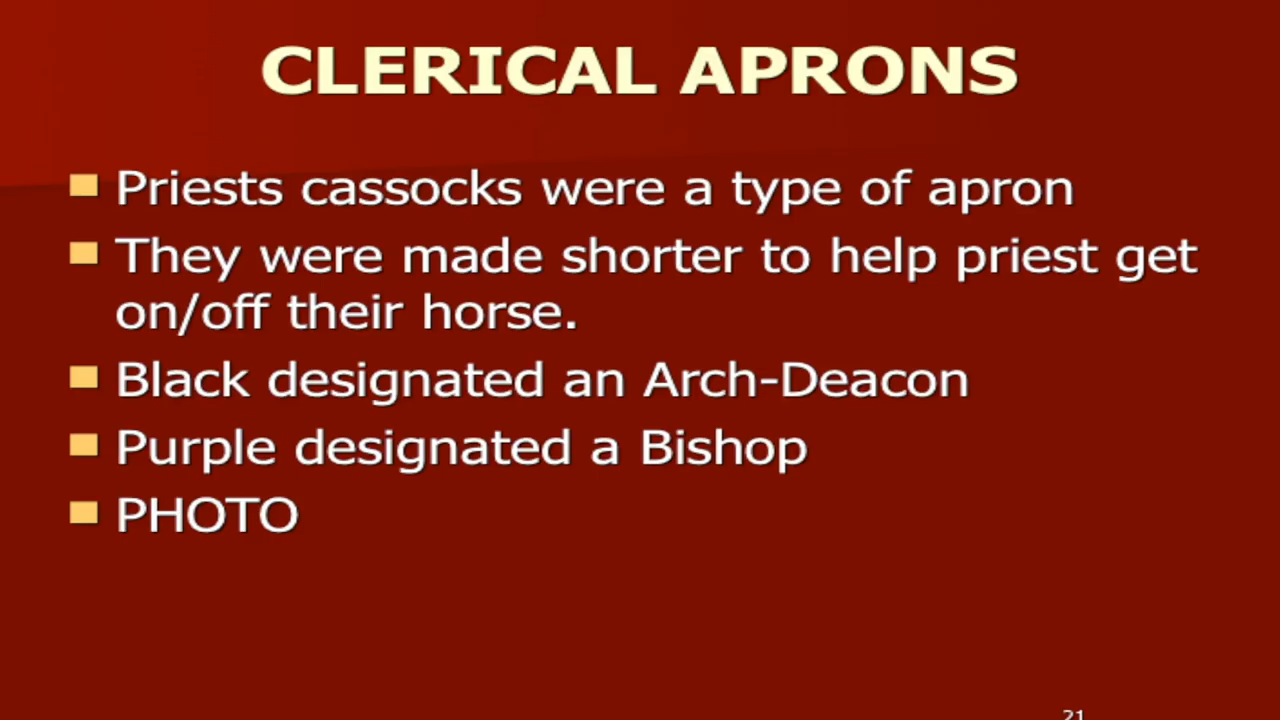 CLERICAL APRONS
Priests cassocks were a type of apron
They were made shorter to help priest get
on/off their horse.
Black designated an Arch-Deacon
Purple designated a Bishop
PHOTO
21